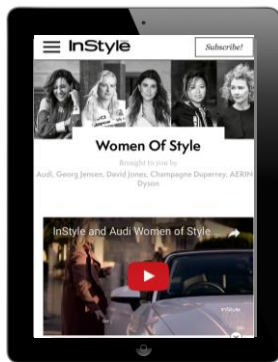 InStyle
Subscribe!
Women Of Style
Brought to you by
Audi, Georg Jensen, David Jones, Champagne Duperrey, AERIN
Dyson
InStyle and Audi Women of Style
InStyle